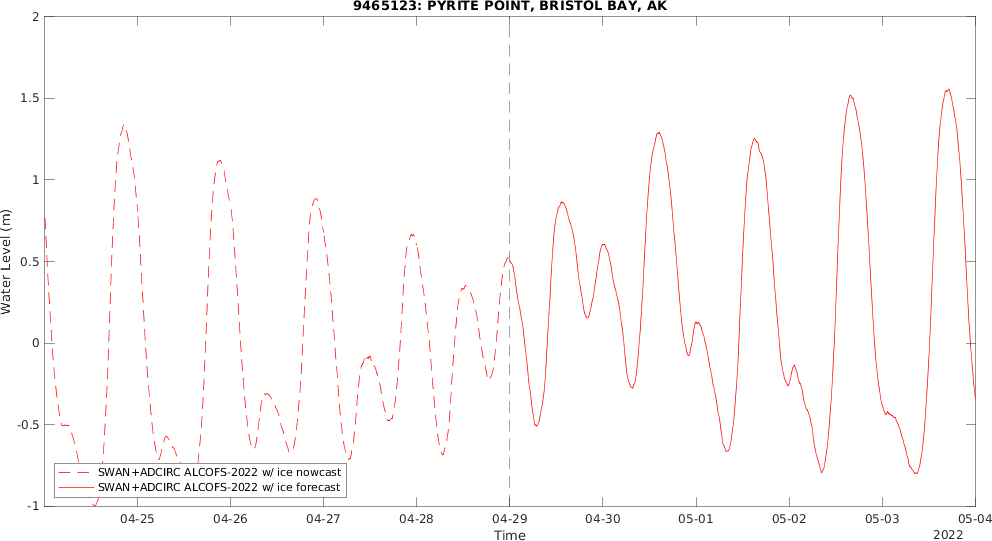 9465123: PYRITE POINT, BRISTOL BAY, AK
Water Level (m)
2
1.5
1
0.5
0
-0.5
-1
SWAN+ADCIRC ALCOFS-2022 w/ ice nowcast
SWAN+ADCIRC ALCOFS-2022 w/ ice forecast
04-25 04-26 04-27 04-28 04-29 04-30 05-01 05-02 05-03 05-04
Time
2022